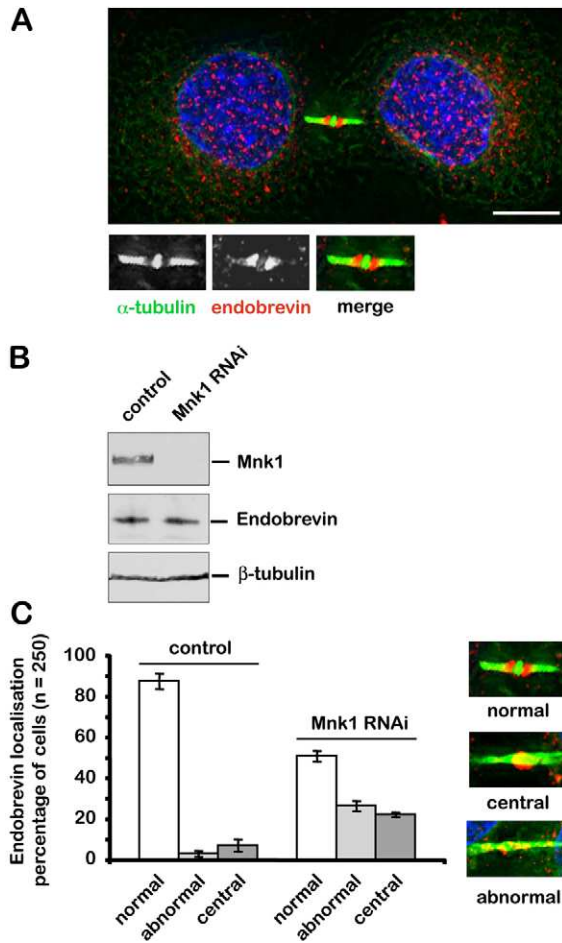 A
α-tubulin endobrevin merge
B
control Mnk1 RNAi
Mnk1
Endobrevin
β-tubulin
C
Endobrevin localisation
percentage of cells (n = 250)
100
80
60
40
20
0
control
Mnk1 RNAi
normal abnormal central normal abnormal central
normal
central
abnormal